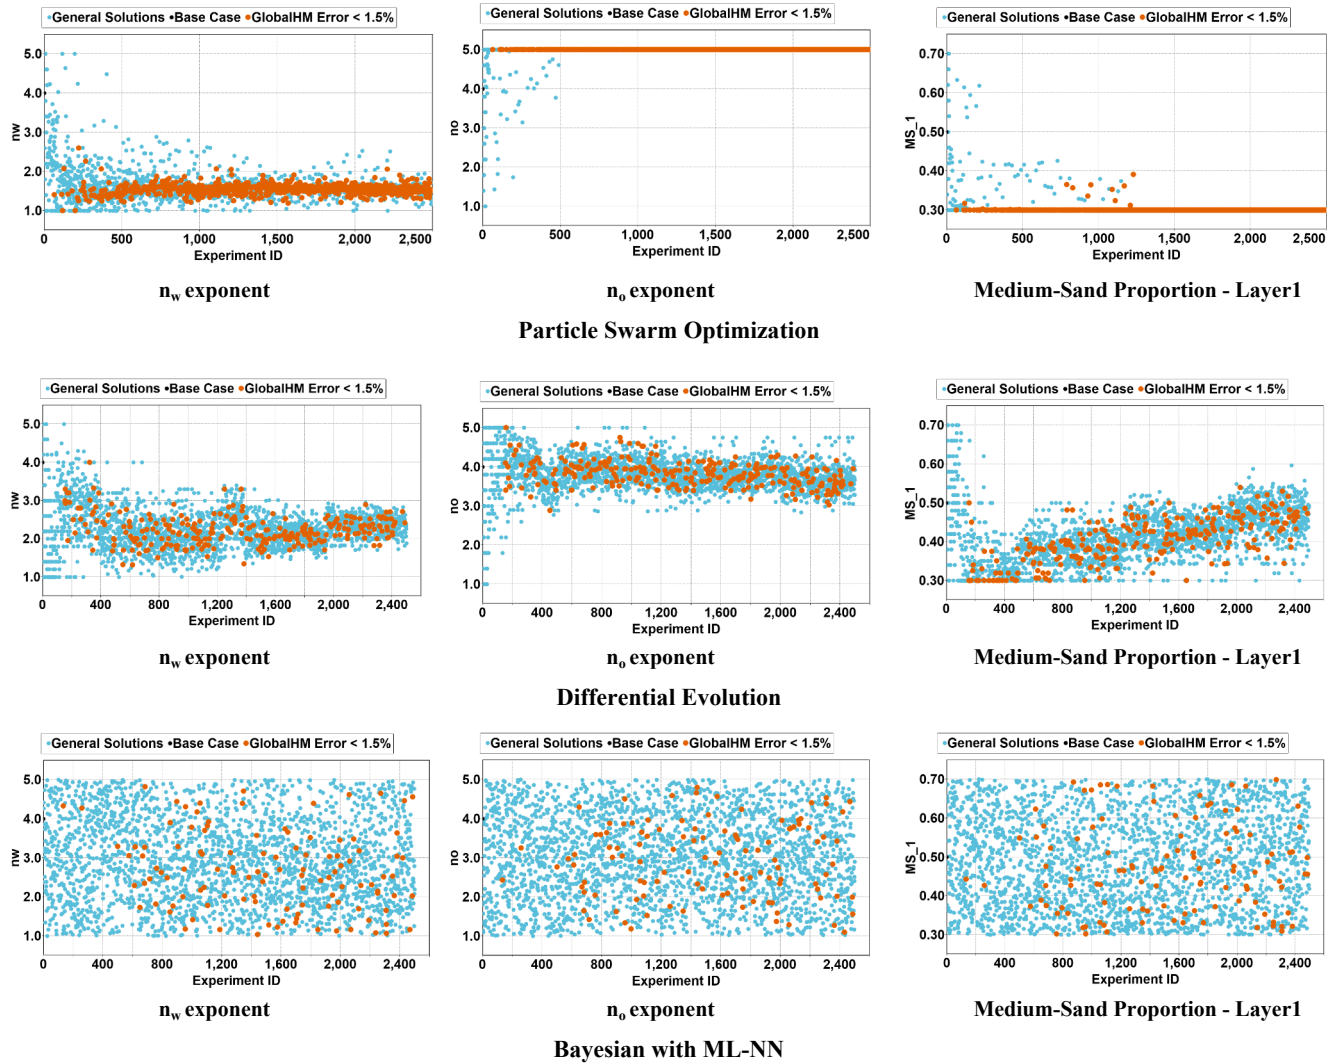 General Solutions •Base Case •GlobalHM Error < 1.5%
5.0
4.0
3.0
2.0
1.0
nw
0 500 1,000 1,500 2,000 2,500
Experiment ID
n_w exponent
General Solutions •Base Case •GlobalHM Error < 1.5%
5.0
4.0
3.0
2.0
1.0
no
0 500 1,000 1,500 2,000 2,500
Experiment ID
n_o exponent
General Solutions •Base Case •GlobalHM Error < 1.5%
0.70
0.60
0.50
0.40
0.30
MS_1
0 500 1,000 1,500 2,000 2,500
Experiment ID
Medium-Sand Proportion - Layer1
Particle Swarm Optimization
General Solutions •Base Case •GlobalHM Error < 1.5%
5.0
4.0
3.0
2.0
1.0
nw
0 400 800 1,200 1,600 2,000 2,400
Experiment ID
n_w exponent
General Solutions •Base Case •GlobalHM Error < 1.5%
5.0
4.0
3.0
2.0
1.0
no
0 400 800 1,200 1,600 2,000 2,400
Experiment ID
n_o exponent
General Solutions •Base Case •GlobalHM Error < 1.5%
0.70
0.60
0.50
0.40
0.30
MS_1
0 400 800 1,200 1,600 2,000 2,400
Experiment ID
Medium-Sand Proportion - Layer1
Differential Evolution
General Solutions •Base Case •GlobalHM Error < 1.5%
5.0
4.0
3.0
2.0
1.0
nw
0 400 800 1,200 1,600 2,000 2,400
Experiment ID
n_w exponent
General Solutions •Base Case •GlobalHM Error < 1.5%
5.0
4.0
3.0
2.0
1.0
no
0 400 800 1,200 1,600 2,000 2,400
Experiment ID
n_o exponent
General Solutions •Base Case •GlobalHM Error < 1.5%
0.70
0.60
0.50
0.40
0.30
MS_1
0 400 800 1,200 1,600 2,000 2,400
Experiment ID
Medium-Sand Proportion - Layer1
Bayesian with ML-NN